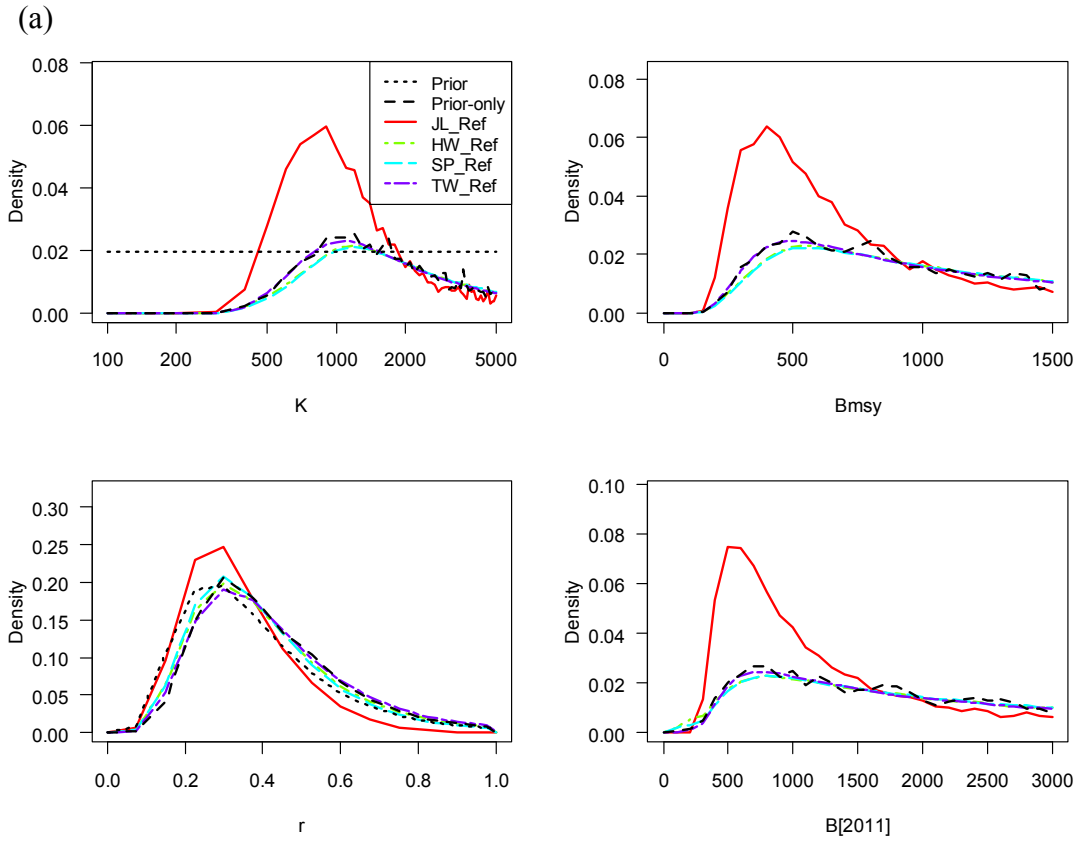 (a)
0.08
0.06
0.04
0.02
0.00
Density
Prior
Prior-only
JL_Ref
HW_Ref
SP_Ref
TW_Ref
100 200 500 1000 2000 5000
K
0.08
0.06
0.04
0.02
0.00
Density
0 500 1000 1500
Bmsy
0.30
0.25
0.20
0.15
0.10
0.05
0.00
Density
0.0 0.2 0.4 0.6 0.8 1.0
r
0.10
0.08
0.06
0.04
0.02
0.00
Density
0 500 1000 1500 2000 2500 3000
B[2011]